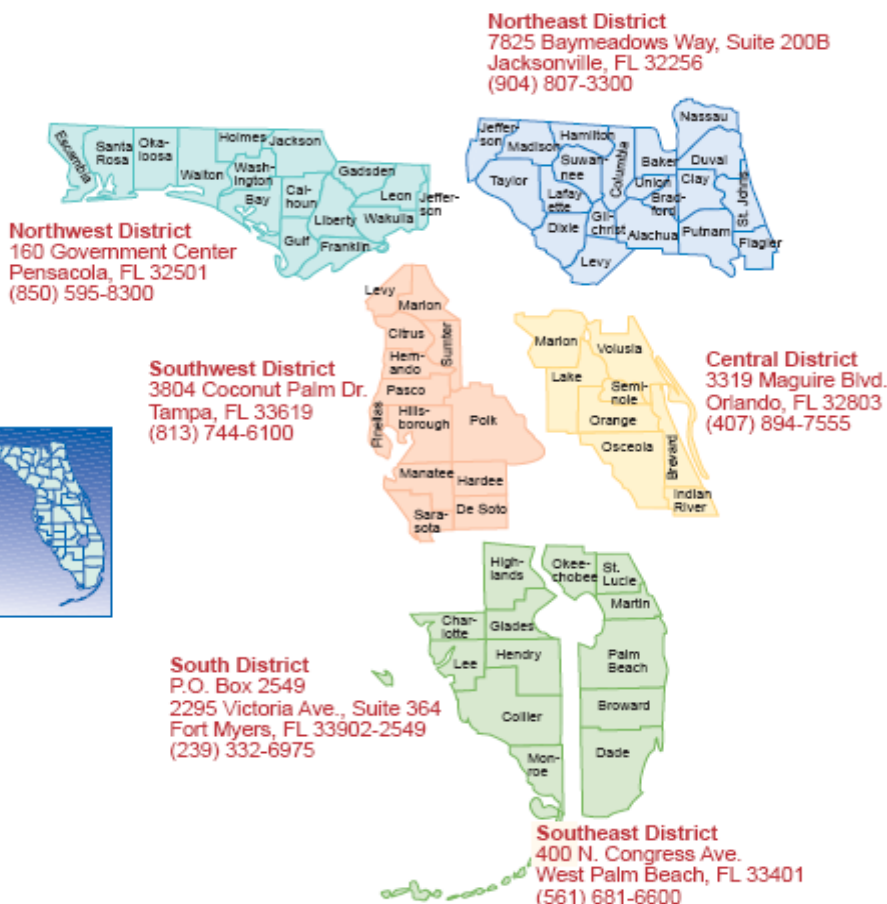 Northeast District
7825 Baymeadows Way, Suite 200B
Jacksonville, FL 32256
(904) 807-3300
Escambia
Santa
Rosa
Oka-
loosa
Walton
Holmes
Jackson
Wash-
ington
Bay
Cal-
houn
Gulf
Liberty
Franklin
Gadsden
Leon
Wakulla
Jeffer-
son
Northwest District
160 Government Center
Pensacola, FL 32501
(850) 595-8300
Jeffer-
son
Madison
Hamilton
Taylor
Suwan-
nee
Lafay
ette
Dixie
Columbia
Gil-
christ
Levy
Baker
Union
Brad-
ford
Alachua
Nassau
Duval
Clay
Putnam
St. Johns
Flagler
Southwest District
3804 Coconut Palm Dr.
Tampa, FL 33619
(813) 744-6100
Levy
Marion
Citrus
Sumter
Her-
nando
Pasco
Pinellas
Hills-
borough
Polk
Manatee
Hardee
Sara-
sota
De Soto
Marion
Volusia
Lake
Semi-
nole
Orange
Osceola
Brevard
Indian
River
Central District
3319 Maguire Blvd.
Orlando, FL 32803
(407) 894-7555
High-
lands
Char-
lotte
Glades
Lee
Hendry
Collier
Mon-
roe
South District
P.O. Box 2549
2295 Victoria Ave., Suite 364
Fort Myers, FL 33902-2549
(239) 332-6975
Okee-
chobee
St.
Lucie
Martin
Palm
Beach
Broward
Dade
Southeast District
400 N. Congress Ave.
West Palm Beach, FL 33401
(561) 681-6600